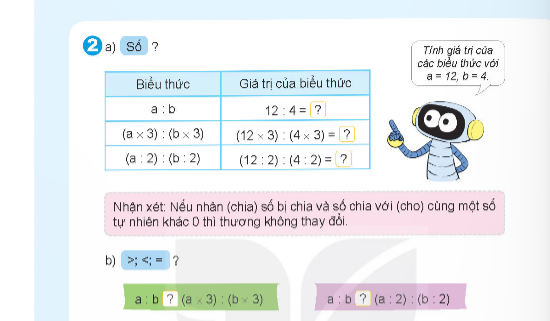 2 a) Số ?
Tính giá trị của
các biểu thức với
a = 12, b = 4.
Biểu thức Giá trị của biểu thức
a : b 12 : 4 = ?
(a × 3) : (b × 3) (12 × 3) : (4 × 3) = ?
(a : 2) : (b : 2) (12 : 2) : (4 : 2) = ?
Nhận xét: Nếu nhân (chia) số bị chia và số chia với (cho) cùng một số
tự nhiên khác 0 thì thương không thay đổi.
b) >; <; = ?
a : b ? (a × 3) : (b × 3) a : b ? (a : 2) : (b : 2)